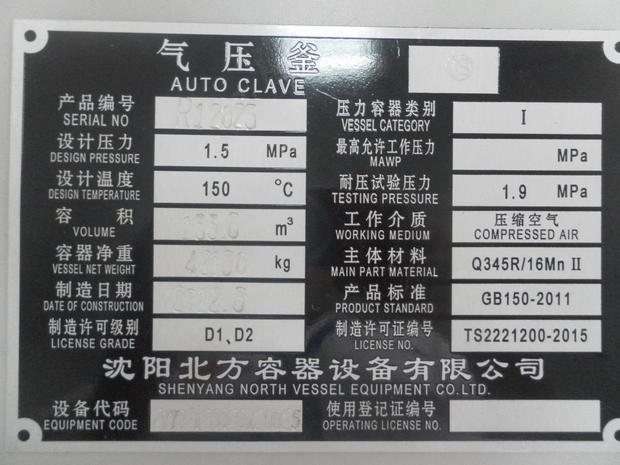 气压釜
AUTO CLAVE
产品编号
SERIAL NO
设计压力 1.5 MPa
DESIGN PRESSURE
设计温度 150 °C
DESIGN TEMPERATURE
容 积 m³
VOLUME
容器净重 kg
VESSEL NET WEIGHT
制造日期
DATE OF CONSTRUCTION
制造许可级别 D1、D2
LICENSE GRADE
压力容器类别 I
VESSEL CATEGORY
最高允许工作压力 MPa
MAWP
耐压试验压力 1.9 MPa
TESTING PRESSURE
工作介质 压缩空气
WORKING MEDIUM COMPRESSED AIR
主体材料 Q345R/16Mn II
MAIN PART MATERIAL
产品标准 GB150-2011
PRODUCT STANDARD
制造许可证编号 TS2221200-2015
LICENSE NO.
沈阳北方容器设备有限公司
SHENYANG NORTH VESSEL EQUIPMENT CO.LTD.
设备代码
EQUIPMENT CODE
使用登记证编号
OPERATING LICENSE NO.